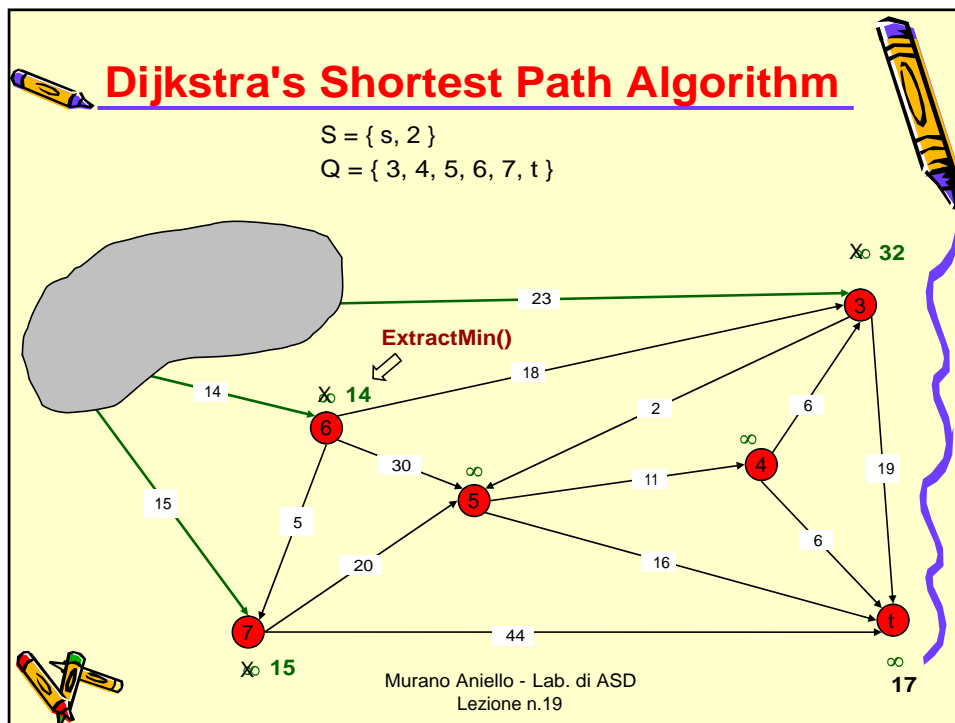 Dijkstra's Shortest Path Algorithm
S = { s, 2 }
Q = { 3, 4, 5, 6, 7, t }
X ∞ 32
23
3
ExtractMin()
18
14
X ∞ 14
2
6
6
∞
30
∞
4
11
19
5
15
5
6
20
16
7
44
t
X ∞ 15
∞
17
Murano Aniello - Lab. di ASD
Lezione n.19